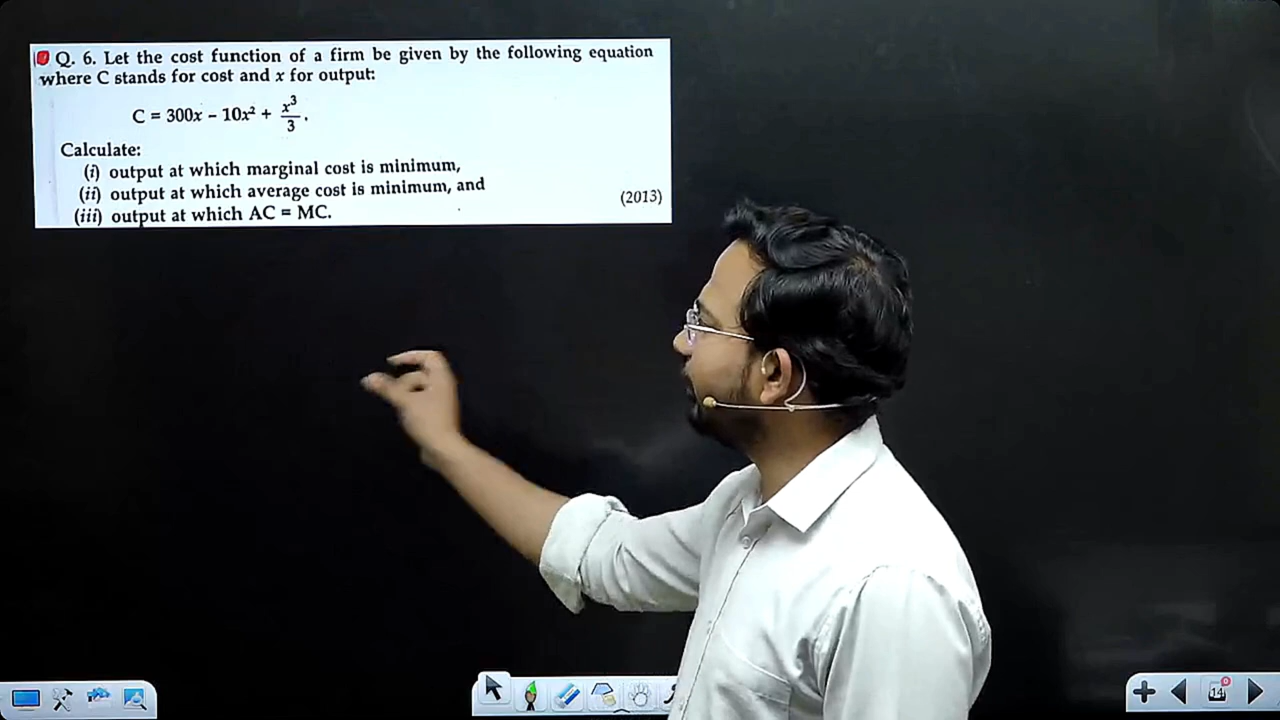 Q. 6. Let the cost function of a firm be given by the following equation
where C stands for cost and x for output:
C = 300x – 10x² + x³/3 .
Calculate:
(i) output at which marginal cost is minimum,
(ii) output at which average cost is minimum, and
(iii) output at which AC = MC.
(2013)
14
0